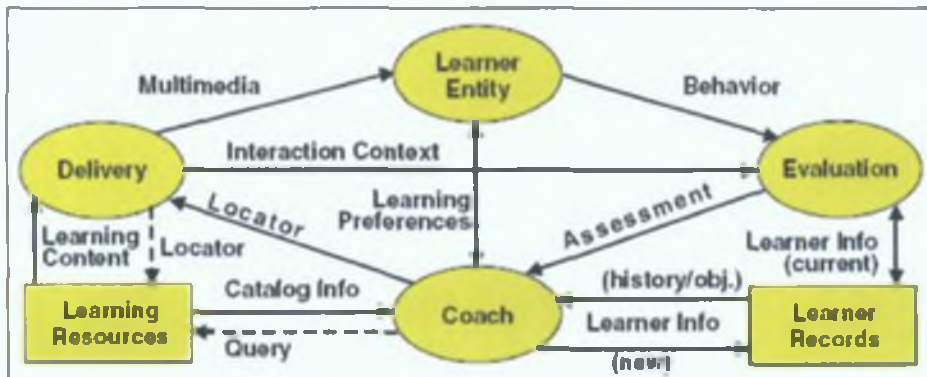 Learner
Entity
Multimedia
Behavior
Delivery
Interaction Context
Evaluation
Learning
Preferences
Locator
Assessment
Learning
Content
Locator
Learner Info
(current)
Catalog Info
(history/obj.)
Learning
Resources
Coach
Learner Info
Learner
Records
Query
(new)